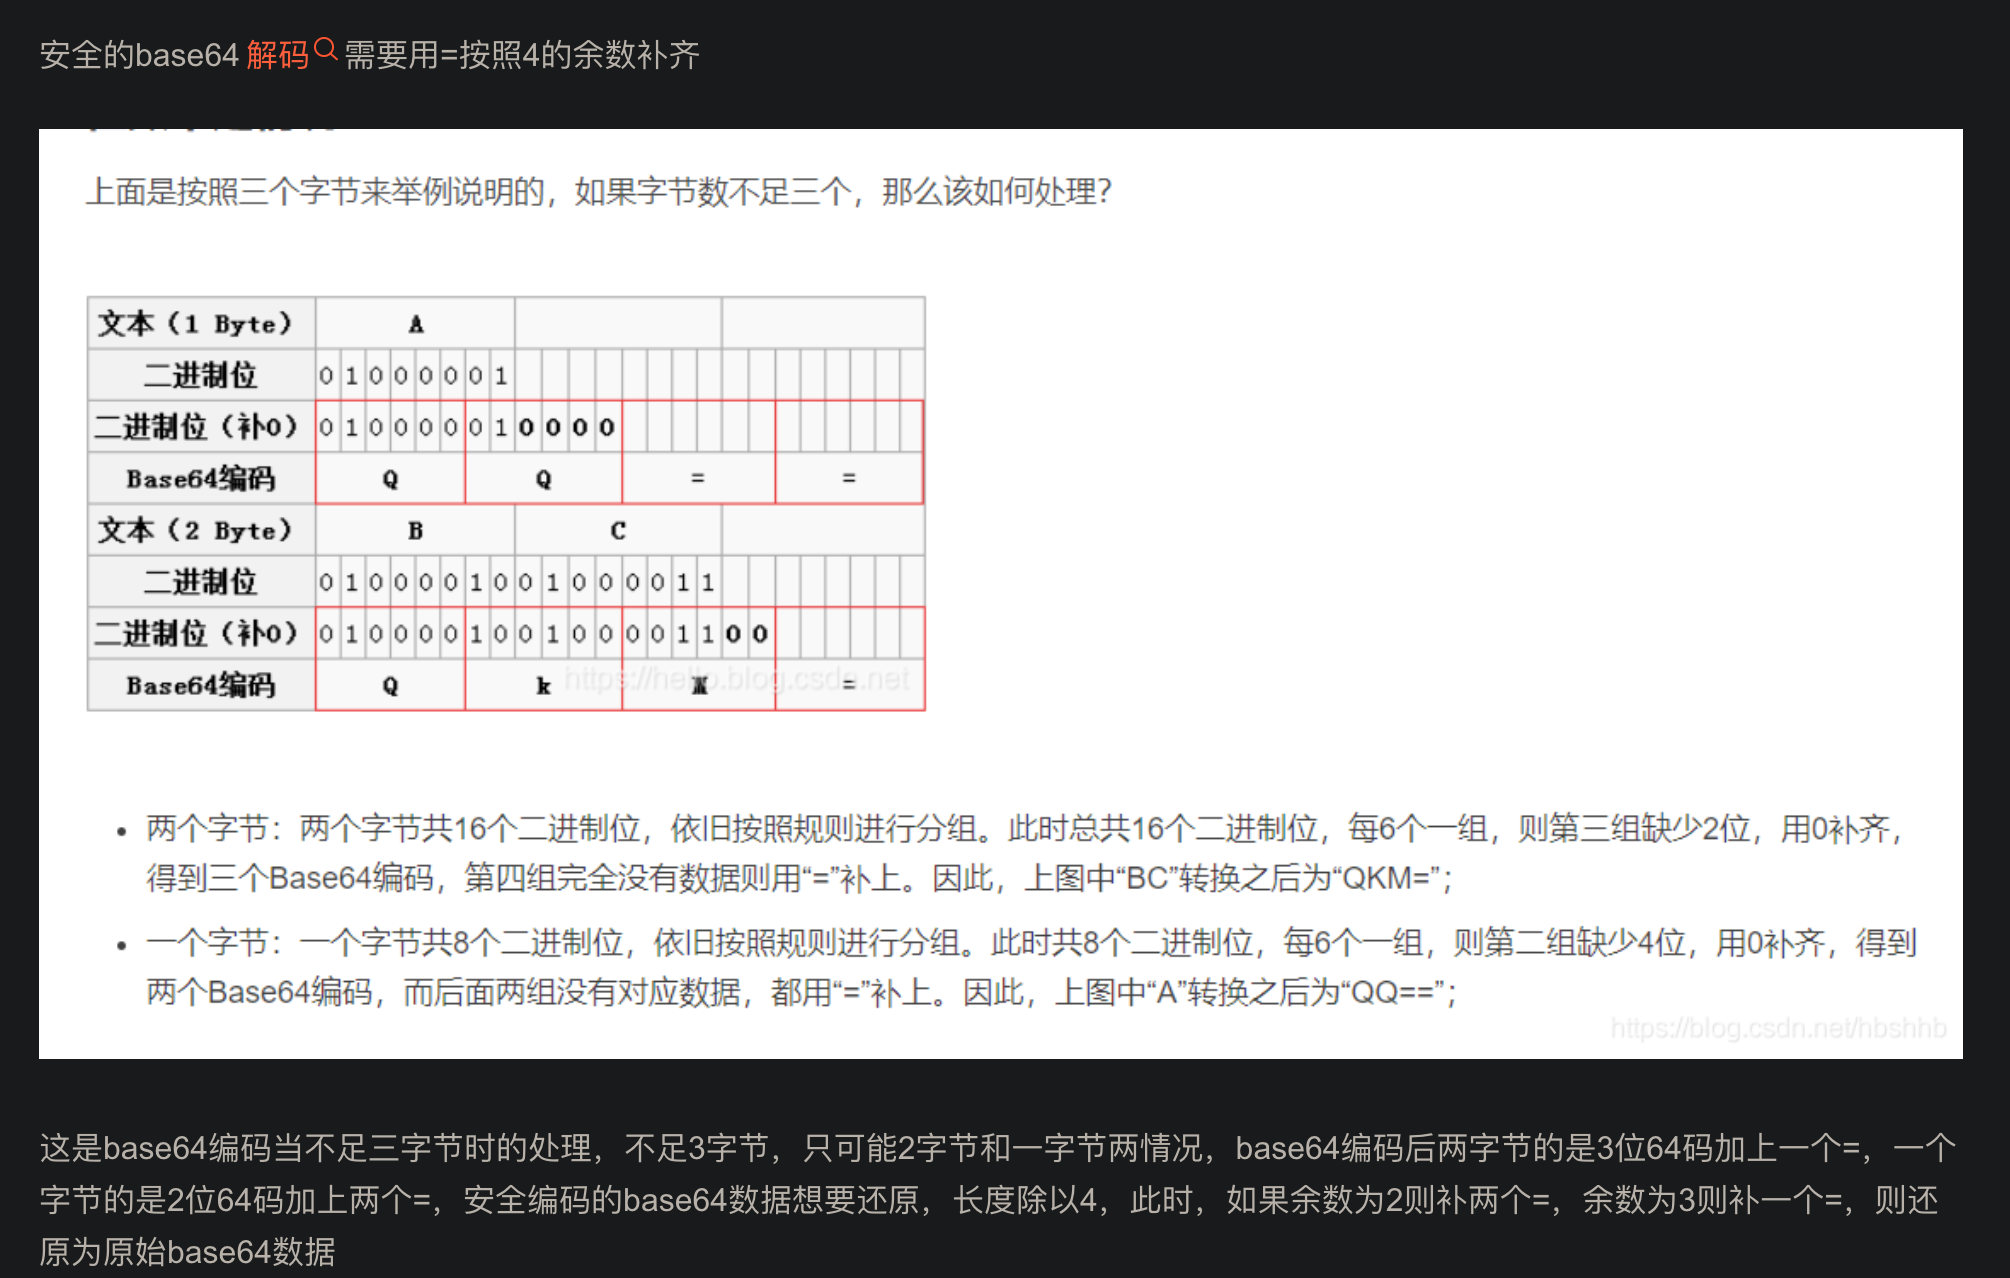 安全的base64 解码 需要用=按照4的余数补齐
上面是按照三个字节来举例说明的，如果字节数不足三个，那么该如何处理？
文本（1 Byte） A
二进制位 0 1 0 0 0 0 0 1
二进制位（补0） 0 1 0 0 0 0 0 1 0 0 0 0
Base64编码 Q Q = =
文本（2 Byte） B C
二进制位 0 1 0 0 0 0 1 0 0 1 0 0 0 0 1 1
二进制位（补0） 0 1 0 0 0 0 1 0 0 1 0 0 0 0 1 1 0 0
Base64编码 Q k M =
https://hello.blog.csdn.net
• 两个字节：两个字节共16个二进制位，依旧按照规则进行分组。此时总共16个二进制位，每6个一组，则第三组缺少2位，用0补齐，
得到三个Base64编码，第四组完全没有数据则用“=”补上。因此，上图中“BC”转换之后为“QKM=”；
• 一个字节：一个字节共8个二进制位，依旧按照规则进行分组。此时共8个二进制位，每6个一组，则第二组缺少4位，用0补齐，得到
两个Base64编码，而后面两组没有对应数据，都用“=”补上。因此，上图中“A”转换之后为“QQ==”；
https://blog.csdn.net/hbshhb
这是base64编码当不足三字节时的处理，不足3字节，只可能2字节和一字节两情况，base64编码后两字节的是3位64码加上一个=，一个
字节的是2位64码加上两个=，安全编码的base64数据想要还原，长度除以4，此时，如果余数为2则补两个=，余数为3则补一个=，则还
原为原始base64数据